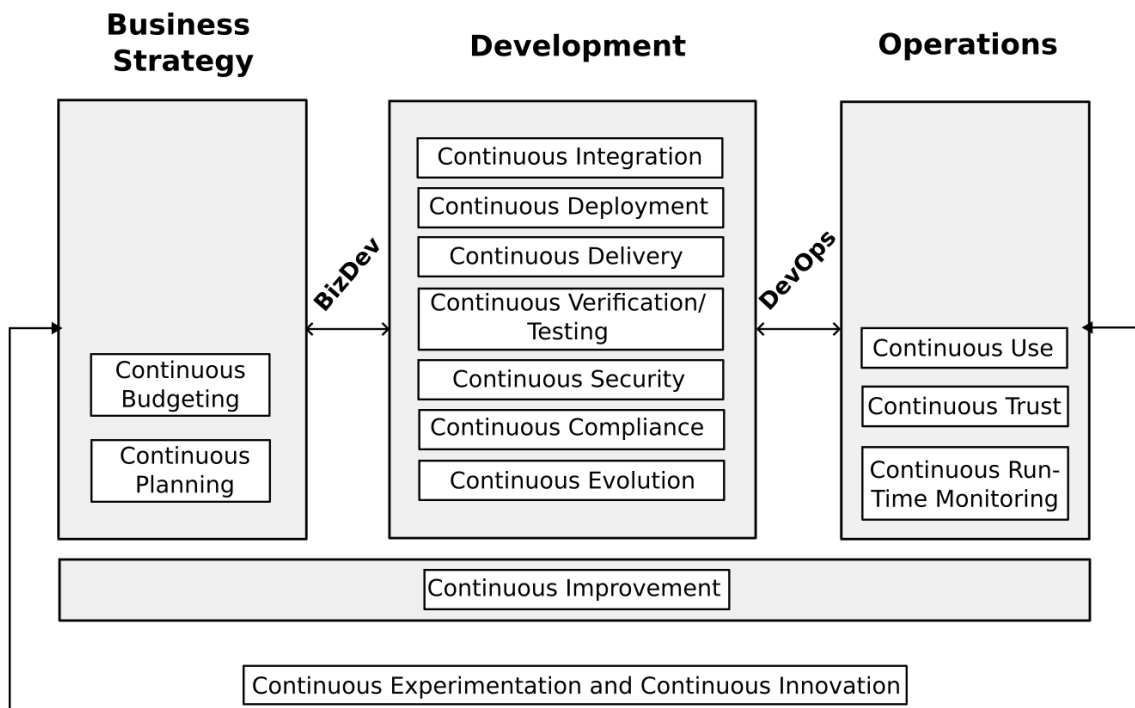 Business
Strategy
Development
Operations
Continuous Integration
Continuous Deployment
Continuous Delivery
Continuous Verification/
Testing
Continuous Security
Continuous Compliance
Continuous Evolution
BizDev
DevOps
Continuous
Budgeting
Continuous
Planning
Continuous Use
Continuous Trust
Continuous Run-
Time Monitoring
Continuous Improvement
Continuous Experimentation and Continuous Innovation